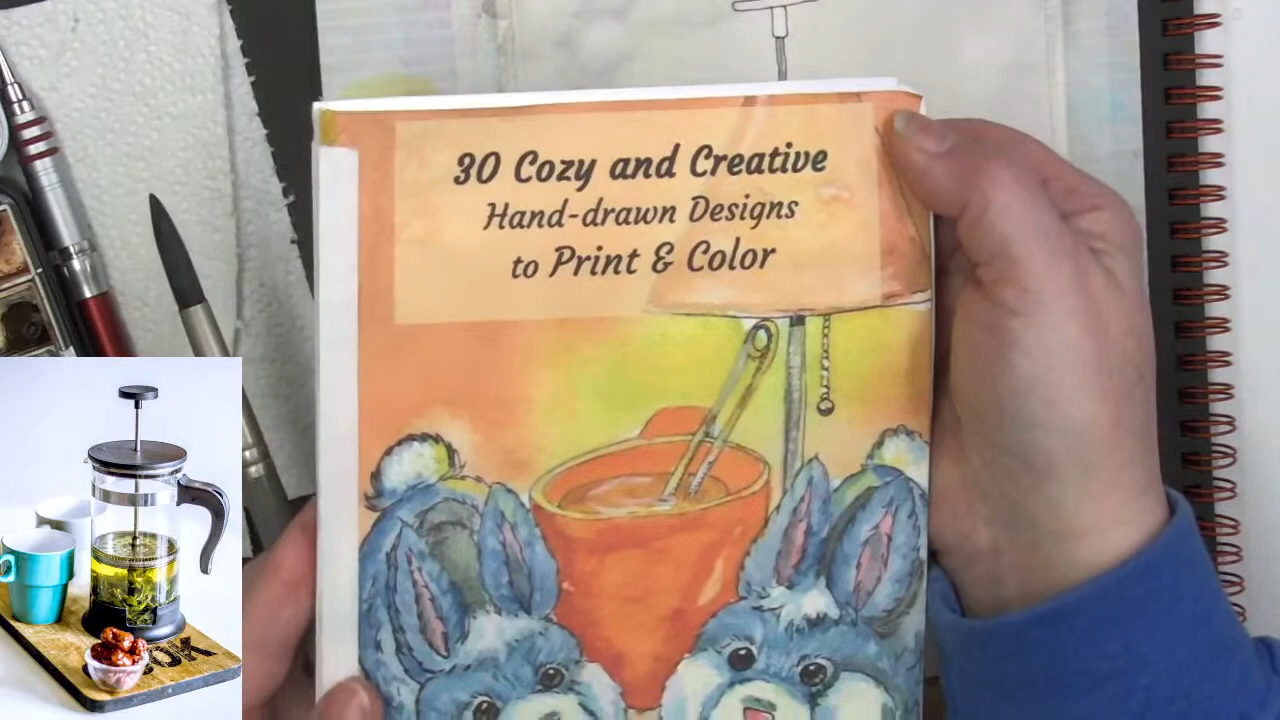 30 Cozy and Creative
Hand-drawn Designs
to Print & Color